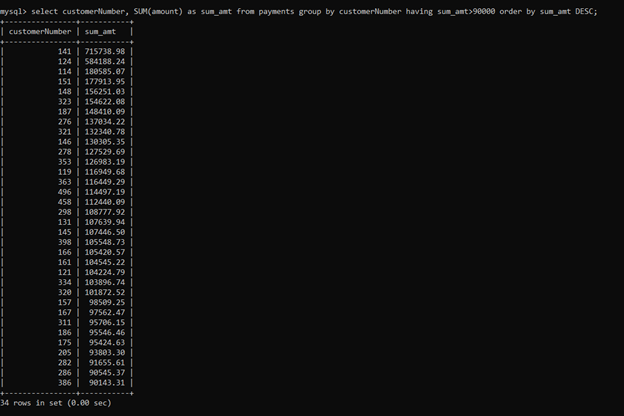 mysql> select customerNumber, SUM(amount) as sum_amt from payments group by customerNumber having sum_amt>90000 order by sum_amt DESC;
+----------------+-----------+
| customerNumber | sum_amt   |
+----------------+-----------+
|            141 | 715738.98 |
|            124 | 584188.24 |
|            114 | 180585.07 |
|            151 | 177913.95 |
|            148 | 156251.03 |
|            323 | 154622.08 |
|            187 | 148410.09 |
|            276 | 137034.22 |
|            321 | 132340.78 |
|            146 | 130305.35 |
|            278 | 127529.69 |
|            353 | 126983.19 |
|            119 | 116949.68 |
|            363 | 116449.29 |
|            496 | 114497.19 |
|            458 | 112440.09 |
|            298 | 108777.92 |
|            131 | 107639.94 |
|            145 | 107446.50 |
|            398 | 105548.73 |
|            166 | 105420.57 |
|            161 | 104545.22 |
|            121 | 104224.79 |
|            334 | 103896.74 |
|            320 | 101872.52 |
|            157 |  98509.25 |
|            167 |  97562.47 |
|            311 |  95706.15 |
|            186 |  95546.46 |
|            175 |  95424.63 |
|            205 |  93803.30 |
|            282 |  91655.61 |
|            286 |  90545.37 |
|            386 |  90143.31 |
+----------------+-----------+
34 rows in set (0.00 sec)